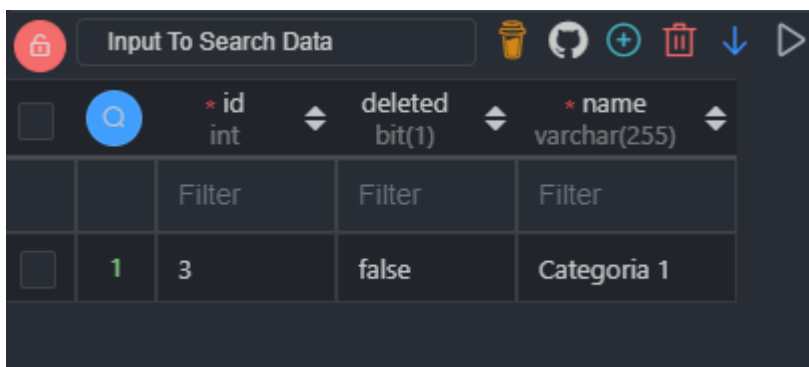 Input To Search Data
* id deleted * name
int bit(1) varchar(255)
Filter Filter Filter
1 3 false Categoria 1